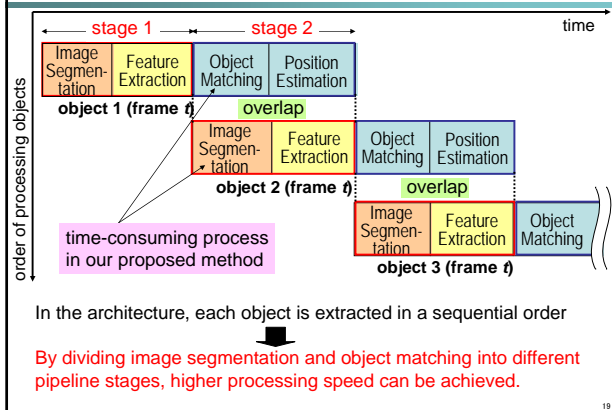 stage 1
stage 2
time
order of processing objects
Image
Segmen-
tation
Feature
Extraction
Object
Matching
Position
Estimation
object 1 (frame t)
overlap
Image
Segmen-
tation
Feature
Extraction
Object
Matching
Position
Estimation
object 2 (frame t)
overlap
time-consuming process
in our proposed method
Image
Segmen-
tation
Feature
Extraction
Object
Matching
object 3 (frame t)
In the architecture, each object is extracted in a sequential order
By dividing image segmentation and object matching into different
pipeline stages, higher processing speed can be achieved.
19